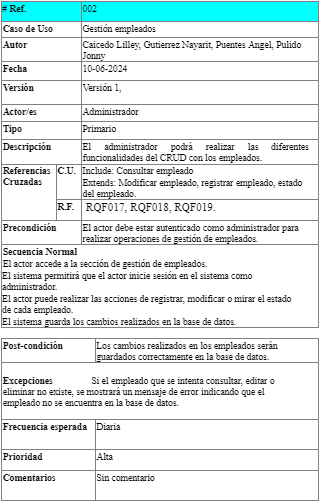 # Ref. 002
Caso de Uso Gestión empleados
Autor Caicedo Lilley, Gutierrez Nayarit, Puentes Angel, Pulido
Jonny
Fecha 10-06-2024
Versión Versión 1,
Actor/es Administrador
Tipo Primario
Descripción El administrador podrá realizar las diferentes
funcionalidades del CRUD con los empleados.
Referencias C.U. Include: Consultar empleado
Cruzadas Extends: Modificar empleado, registrar empleado, estado
del empleado.
R.F. RQF017, RQF018, RQF019.
Precondición El actor debe estar autenticado como administrador para
realizar operaciones de gestión de empleados.
Secuencia Normal
El actor accede a la sección de gestión de empleados.
El sistema permitirá que el actor inicie sesión en el sistema como
administrador.
El actor puede realizar las acciones de registrar, modificar o mirar el estado
de cada empleado.
El sistema guarda los cambios realizados en la base de datos.
Post-condición Los cambios realizados en los empleados serán
guardados correctamente en la base de datos.
Excepciones Si el empleado que se intenta consultar, editar o
eliminar no existe, se mostrará un mensaje de error indicando que el
empleado no se encuentra en la base de datos.
Frecuencia esperada Diaria
Prioridad Alta
Comentarios Sin comentario